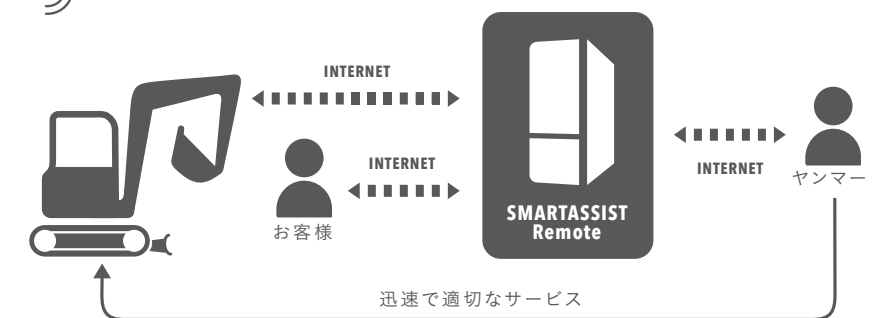 INTERNET
INTERNET
お客様
SMARTASSIST
Remote
INTERNET
ヤンマー
迅速で適切なサービス